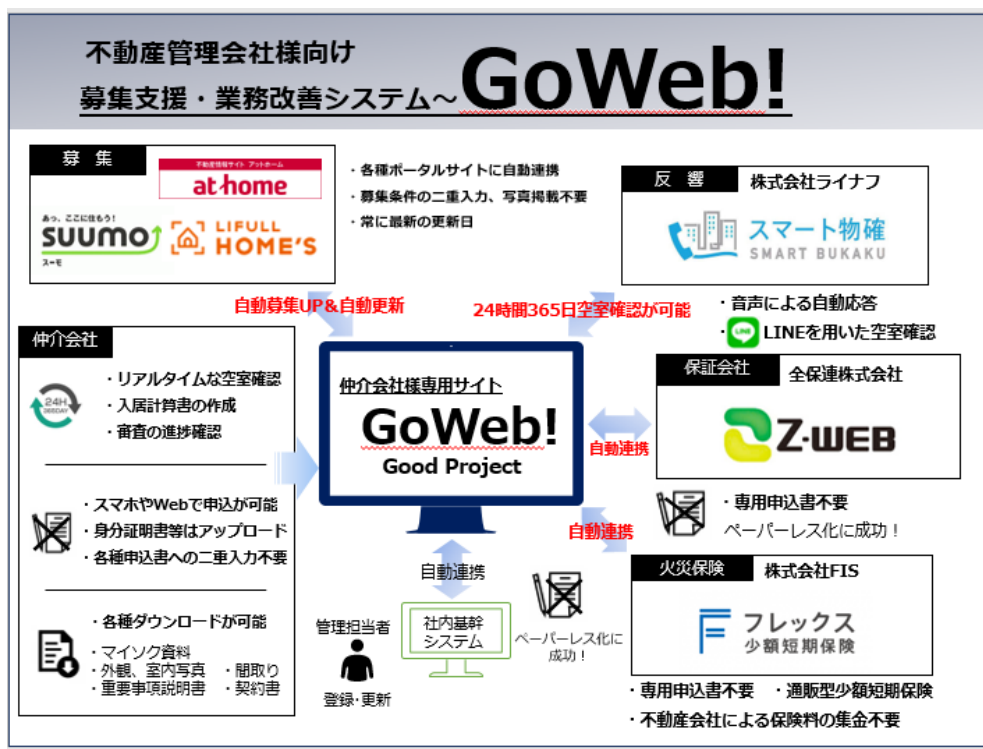 不動産管理会社様向け
募集支援・業務改善システム～GoWeb!
募 集
不動産情報サイト アットホーム
at home
あっ、ここに住もう！
SUUMO
スーモ
LIFULL
HOME'S
・各種ポータルサイトに自動連携
・募集条件の二重入力、写真掲載不要
・常に最新の更新日
反 響
株式会社ライナフ
スマート物確
SMART BUKAKU
自動募集UP＆自動更新
24時間365日空室確認が可能
・音声による自動応答
・LINE LINEを用いた空室確認
仲介会社
24H
365DAY
・リアルタイムな空室確認
・入居計算書の作成
・審査の進捗確認
・スマホやWebで申込が可能
・身分証明書等はアップロード
・各種申込書への二重入力不要
・各種ダウンロードが可能
・マイソク資料
・外観、室内写真 ・間取り
・重要事項説明書 ・契約書
仲介会社様専用サイト
GoWeb!
Good Project
保証会社
全保連株式会社
Z-WEB
自動連携
・専用申込書不要
ペーパーレス化に成功！
自動連携
火災保険
株式会社FIS
フレックス
少額短期保険
・専用申込書不要 ・通販型少額短期保険
・不動産会社による保険料の集金不要
自動連携
管理担当者
登録・更新
社内基幹
システム
ペーパーレス化に
成功！